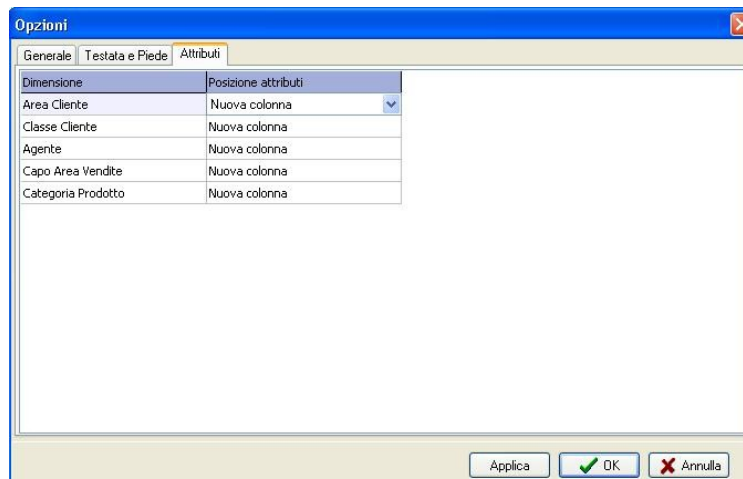 Opzioni
Generale Testata e Piede Attributi
Dimensione Posizione attributi
Area Cliente Nuova colonna
Classe Cliente Nuova colonna
Agente Nuova colonna
Capo Area Vendite Nuova colonna
Categoria Prodotto Nuova colonna
Applica OK Annulla